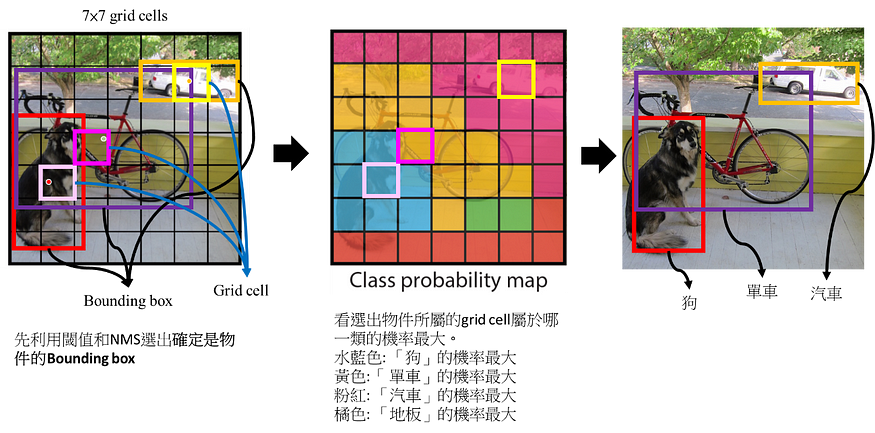 7×7 grid cells
Bounding box
Grid cell
先利用閾值和NMS選出確定是物
件的Bounding box
Class probability map
看選出物件所屬的grid cell屬於哪
一類的機率最大。
水藍色:「狗」的機率最大
黃色:「 單車」的機率最大
粉紅:「汽車」的機率最大
橘色:「地板」的機率最大
狗
單車
汽車